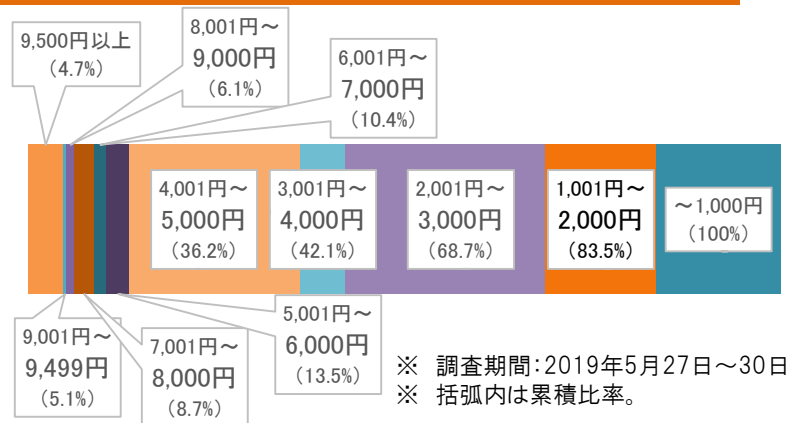 9,500円以上
（4.7%）
8,001円～
9,000円
（6.1%）
6,001円～
7,000円
（10.4%）
4,001円～
5,000円
（36.2%）
3,001円～
4,000円
（42.1%）
2,001円～
3,000円
（68.7%）
1,001円～
2,000円
（83.5%）
～1,000円
（100%）
9,001円～
9,499円
（5.1%）
7,001円～
8,000円
（8.7%）
5,001円～
6,000円
（13.5%）
※ 調査期間：2019年5月27日～30日
※ 括弧内は累積比率。